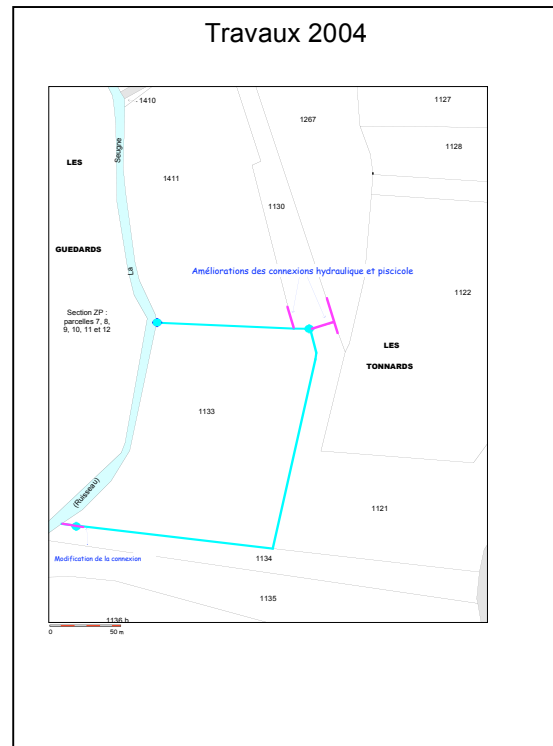 Travaux 2004
1410
1127
1267
1128
Seugne
LES
1411
1130
GUEDARDS
La
Améliorations des connexions hydraulique et piscicole
1122
Section ZP :
parcelles 7, 8,
9, 10, 11 et 12
LES
TONNARDS
1133
(Ruisseau)
1121
Modification de la connexion
1134
1135
1136 b
0 50 m